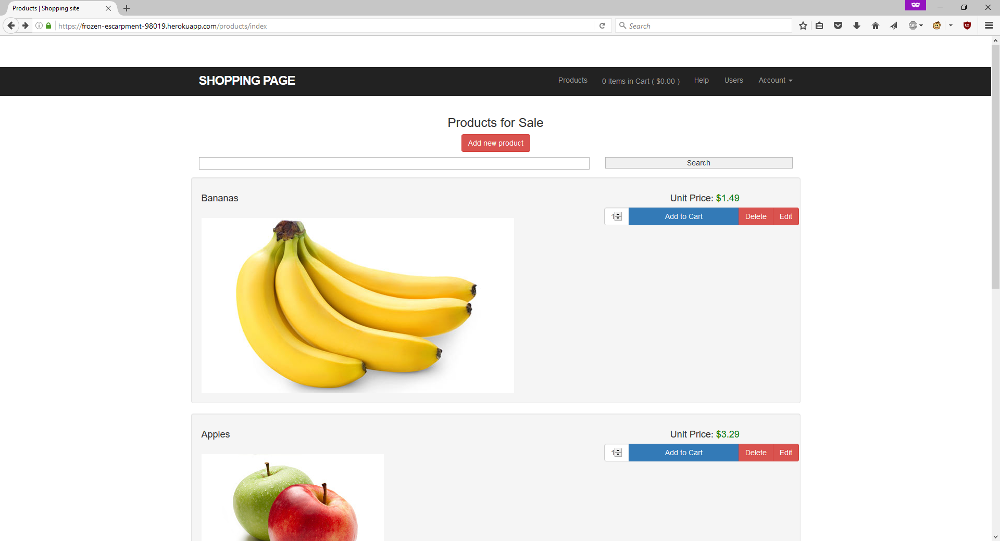 Products | Shopping site
https://frozen-escarpment-98019.herokuapp.com/products/index
Search
ABP
SHOPPING PAGE
Products
0 Items in Cart ( $0.00 )
Help
Users
Account
Products for Sale
Add new product
Search
Bananas
Unit Price: $1.49
1
Add to Cart
Delete
Edit
Apples
Unit Price: $3.29
1
Add to Cart
Delete
Edit